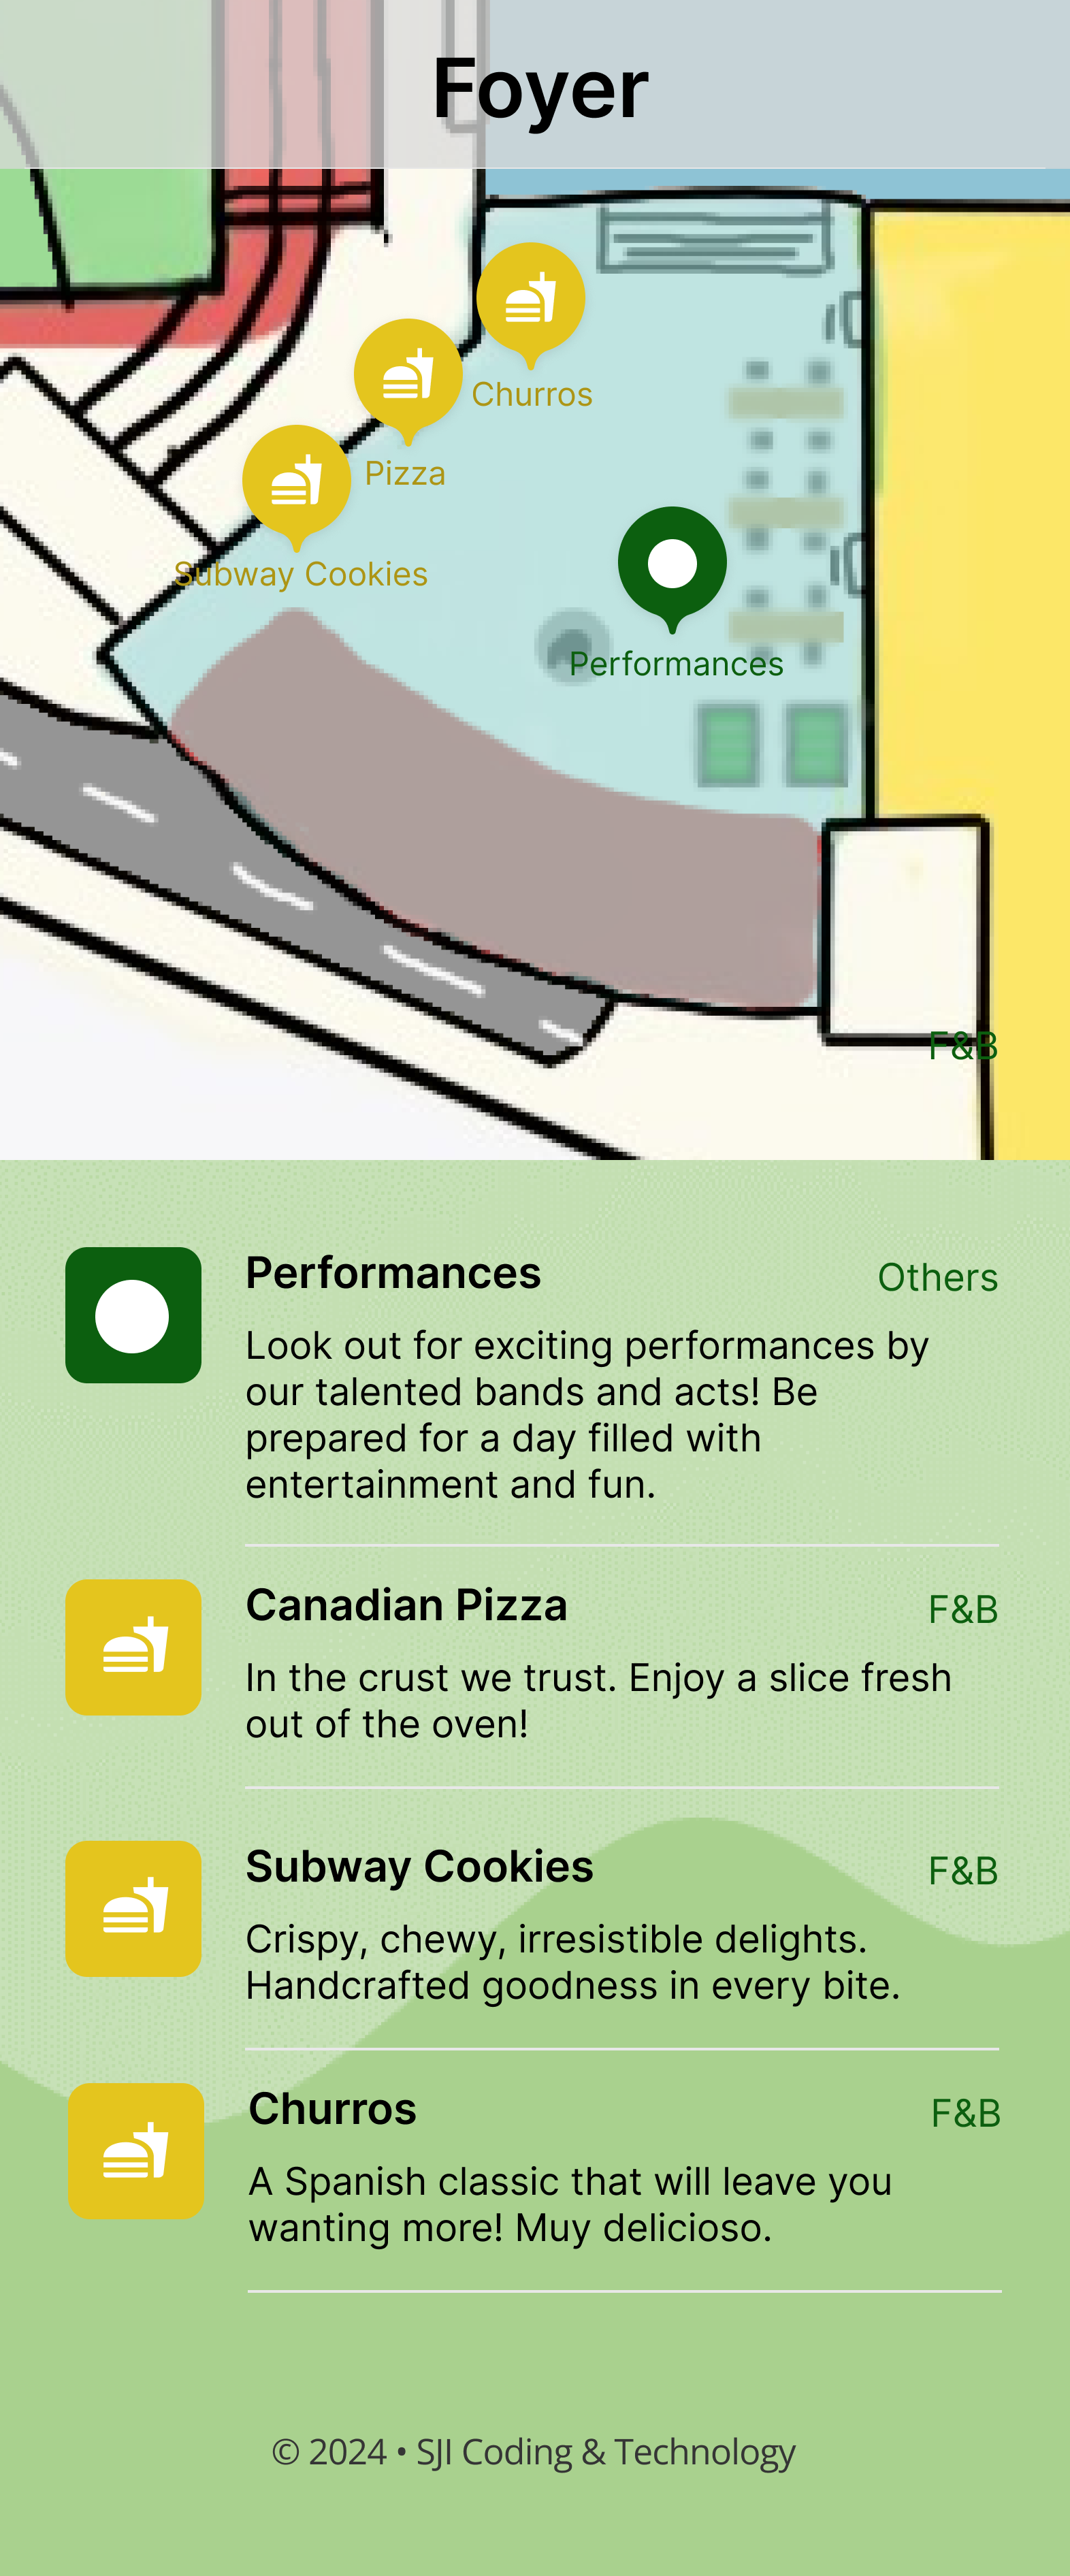 Foyer
Churros
Pizza
Subway Cookies
Performances
F&B
Performances
Others
Look out for exciting performances by
our talented bands and acts! Be
prepared for a day filled with
entertainment and fun.
Canadian Pizza
F&B
In the crust we trust. Enjoy a slice fresh
out of the oven!
Subway Cookies
F&B
Crispy, chewy, irresistible delights.
Handcrafted goodness in every bite.
Churros
F&B
A Spanish classic that will leave you
wanting more! Muy delicioso.
© 2024 • SJI Coding & Technology